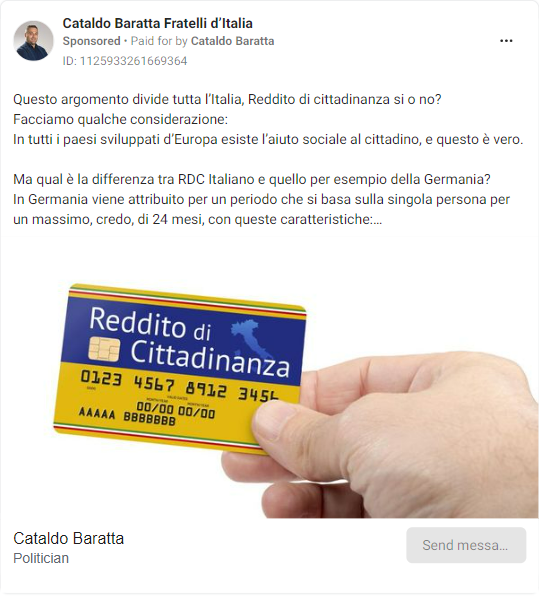 Cataldo Baratta Fratelli d'Italia
Sponsored • Paid for by Cataldo Baratta
ID: 1125933261669364
Questo argomento divide tutta l'Italia, Reddito di cittadinanza si o no?
Facciamo qualche considerazione:
In tutti i paesi sviluppati d'Europa esiste l'aiuto sociale al cittadino, e questo è vero.
Ma qual è la differenza tra RDC Italiano e quello per esempio della Germania?
In Germania viene attribuito per un periodo che si basa sulla singola persona per
un massimo, credo, di 24 mesi, con queste caratteristiche:...
Reddito di
Cittadinanza
0123 4567 8912 3456
00/00 00/00
AAAAA BBBBBBB
Cataldo Baratta
Politician
Send messa...